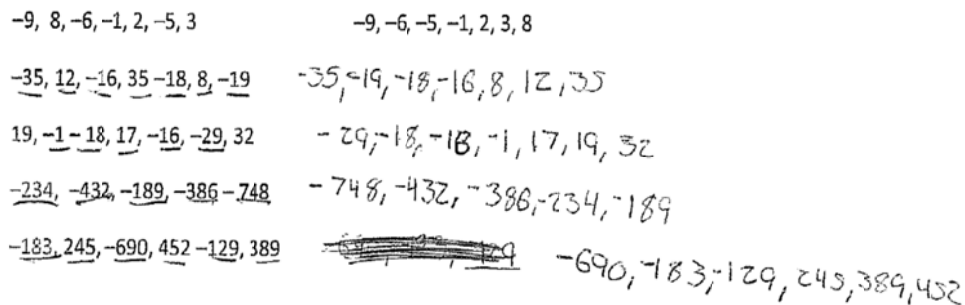 -9, 8, -6, -1, 2, -5, 3 -9, -6, -5, -1, 2, 3, 8
-35, 12, -16, 35 -18, 8, -19 -35, -19, -18, -16, 8, 12, 35
19, -1 - 18, 17, -16, -29, 32 -29, -18, -16, -1, 17, 19, 32
-234, -432, -189, -386 -748 -748, -432, -386, -234, -189
-183, 245, -690, 452 -129, 389 -690, -183, -129, 245, 389, 452